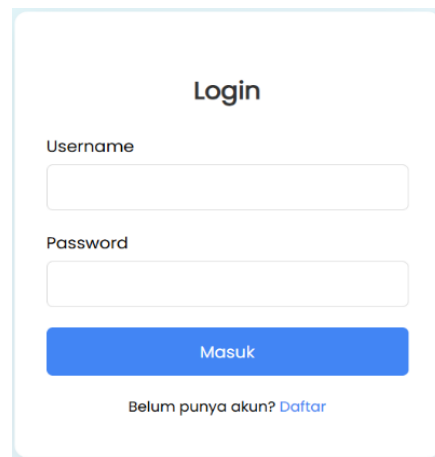 Login
Username
Password
Masuk
Belum punya akun? Daftar